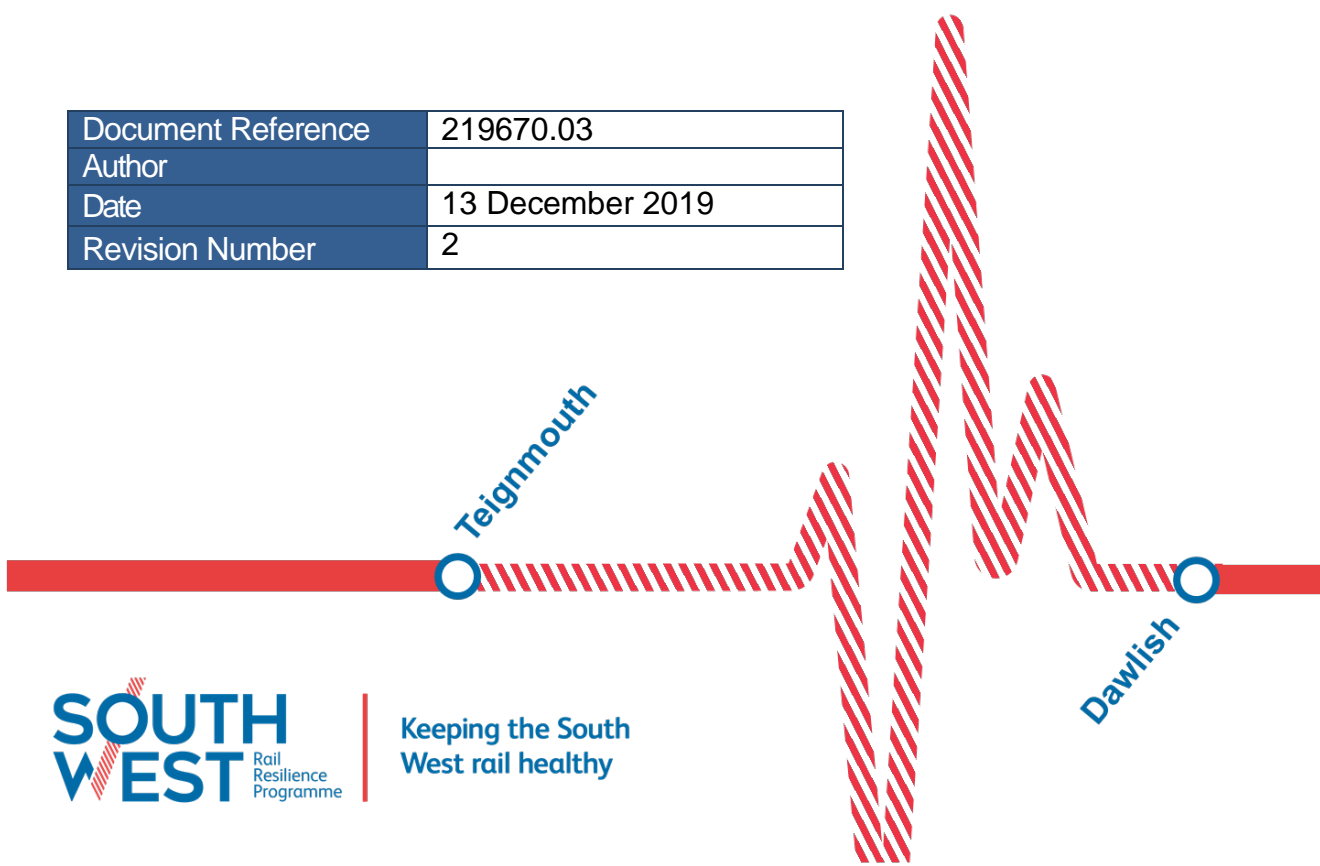 Document Reference 219670.03
Author
Date 13 December 2019
Revision Number 2
Teignmouth
Dawlish
SOUTH
WEST Rail
Resilience
Programme
Keeping the South
West rail healthy